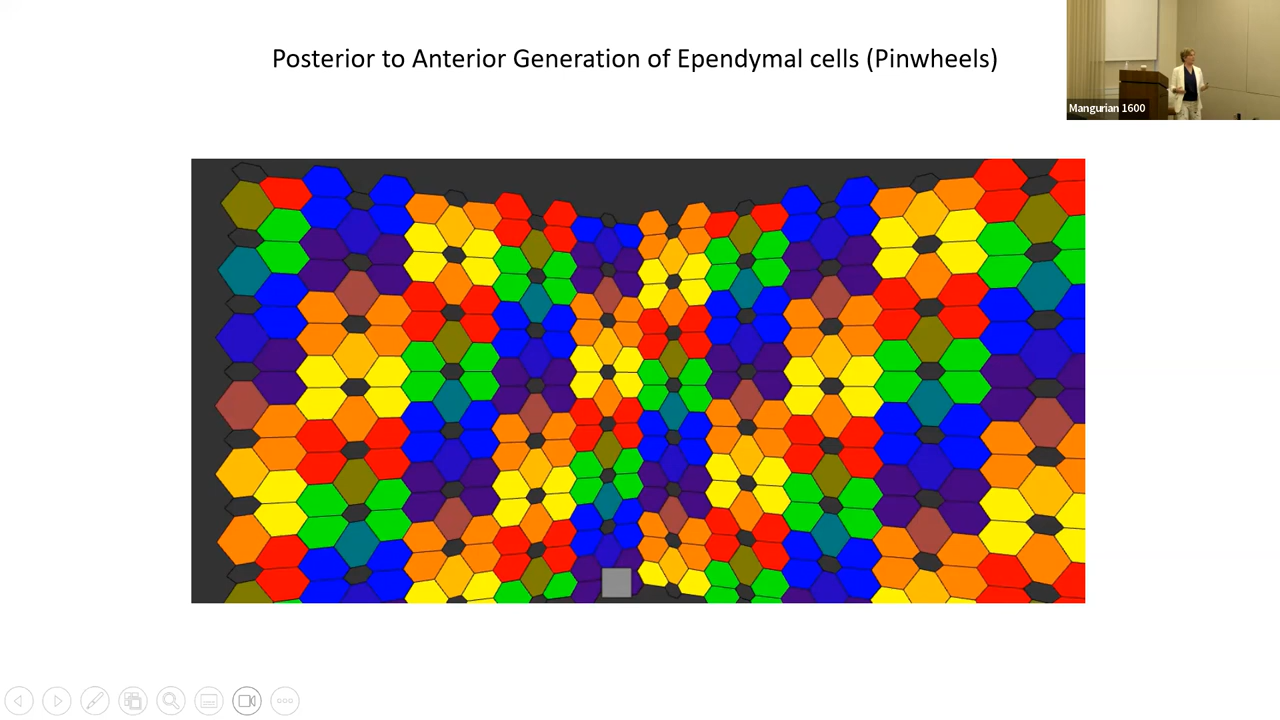 Posterior to Anterior Generation of Ependymal cells (Pinwheels)
Mangurian 1600